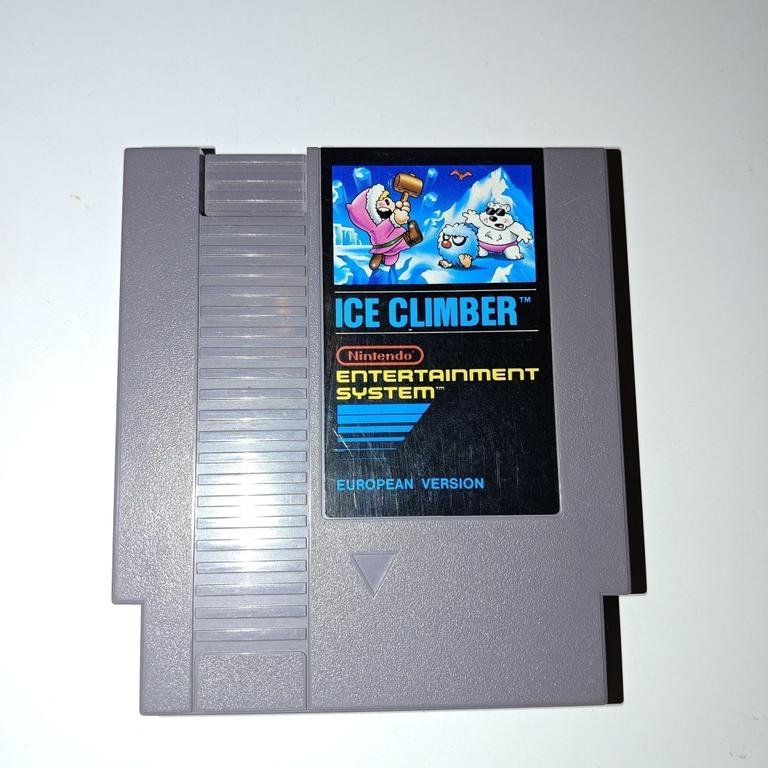 ICE CLIMBER™
Nintendo®
ENTERTAINMENT
SYSTEM™
EUROPEAN VERSION